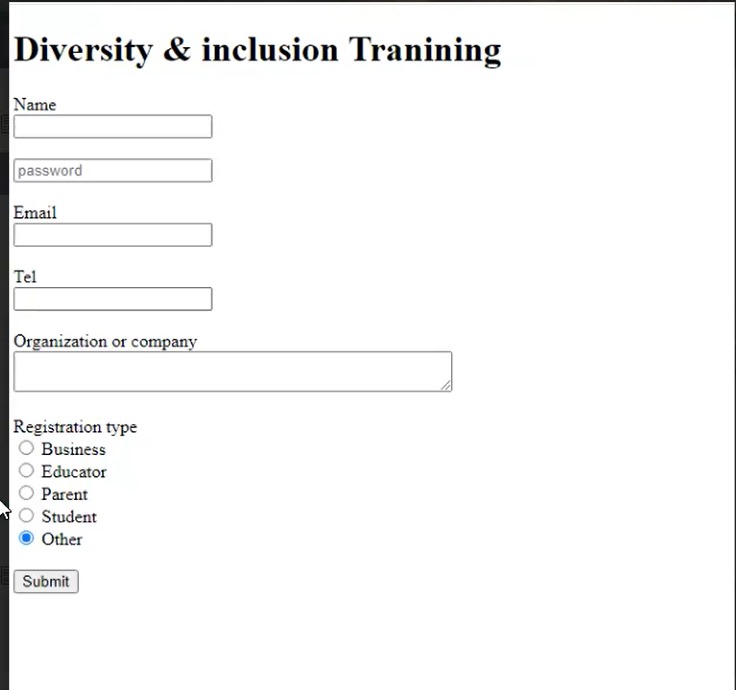 Diversity & inclusion Tranining
Name
password
Email
Tel
Organization or company
Registration type
Business
Educator
Parent
Student
Other
Submit